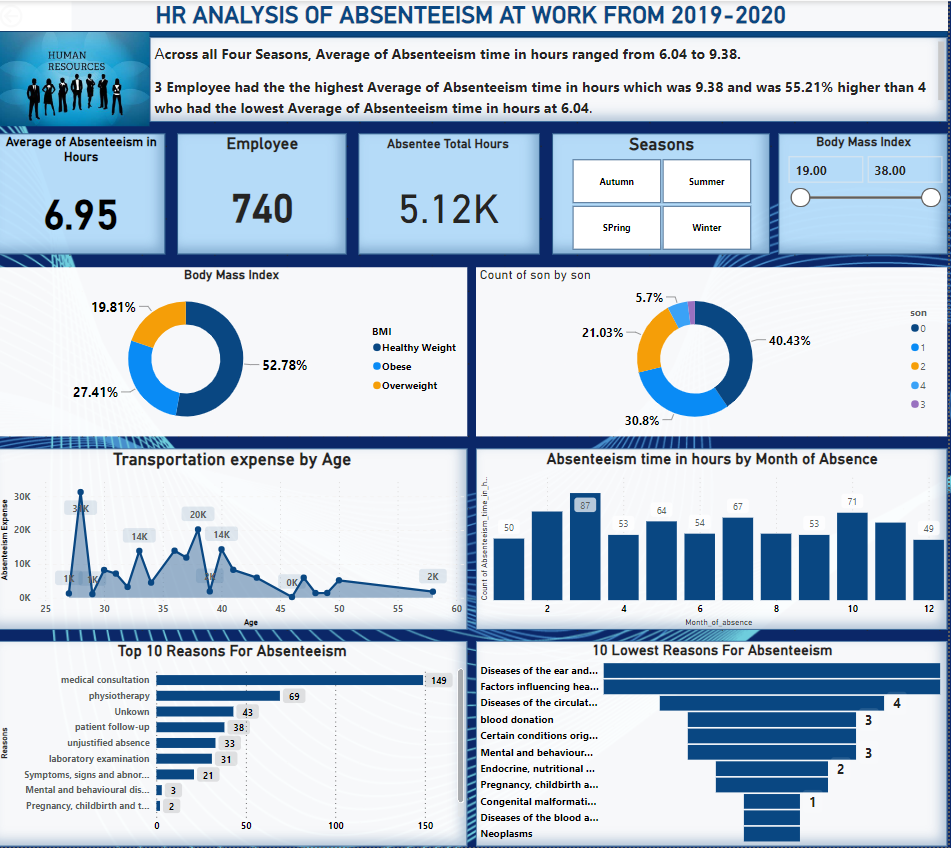 HR ANALYSIS OF ABSENTEEISM AT WORK FROM 2019-2020
HUMAN
RESOURCES
Across all Four Seasons, Average of Absenteeism time in hours ranged from 6.04 to 9.38.
3 Employee had the the highest Average of Absenteeism time in hours which was 9.38 and was 55.21% higher than 4
who had the lowest Average of Absenteeism time in hours at 6.04.
Average of Absenteeism in
Hours
6.95
Employee
740
Absentee Total Hours
5.12K
Seasons
Autumn
Summer
SPring
Winter
Body Mass Index
19.00
38.00
Body Mass Index
19.81%
52.78%
27.41%
BMI
Healthy Weight
Obese
Overweight
Count of son by son
5.7%
21.03%
40.43%
30.8%
son
0
1
2
4
3
Transportation expense by Age
Absenteeism Expense
30K
20K
10K
0K
20K
14K
14K
0K
2K
25
30
35
40
45
50
55
60
Age
Absenteeism time in hours by Month of Absence
Count of Absenteeism_time_in_h...
50
87
53
64
54
67
53
71
49
2
4
6
8
10
12
Month_of_absence
Top 10 Reasons For Absenteeism
Reasons
medical consultation 149
physiotherapy 69
Unkown 43
patient follow-up 38
unjustified absence 33
laboratory examination 31
Symptoms, signs and abnor... 21
Mental and behavioural dis... 3
Pregnancy, childbirth and t... 2
0
50
100
150
10 Lowest Reasons For Absenteeism
Diseases of the ear and...
Factors influencing hea...
Diseases of the circulat... 4
blood donation 3
Certain conditions orig...
Mental and behaviour... 3
Endocrine, nutritional ... 2
Pregnancy, childbirth a...
Congenital malformati... 1
Diseases of the blood a...
Neoplasms